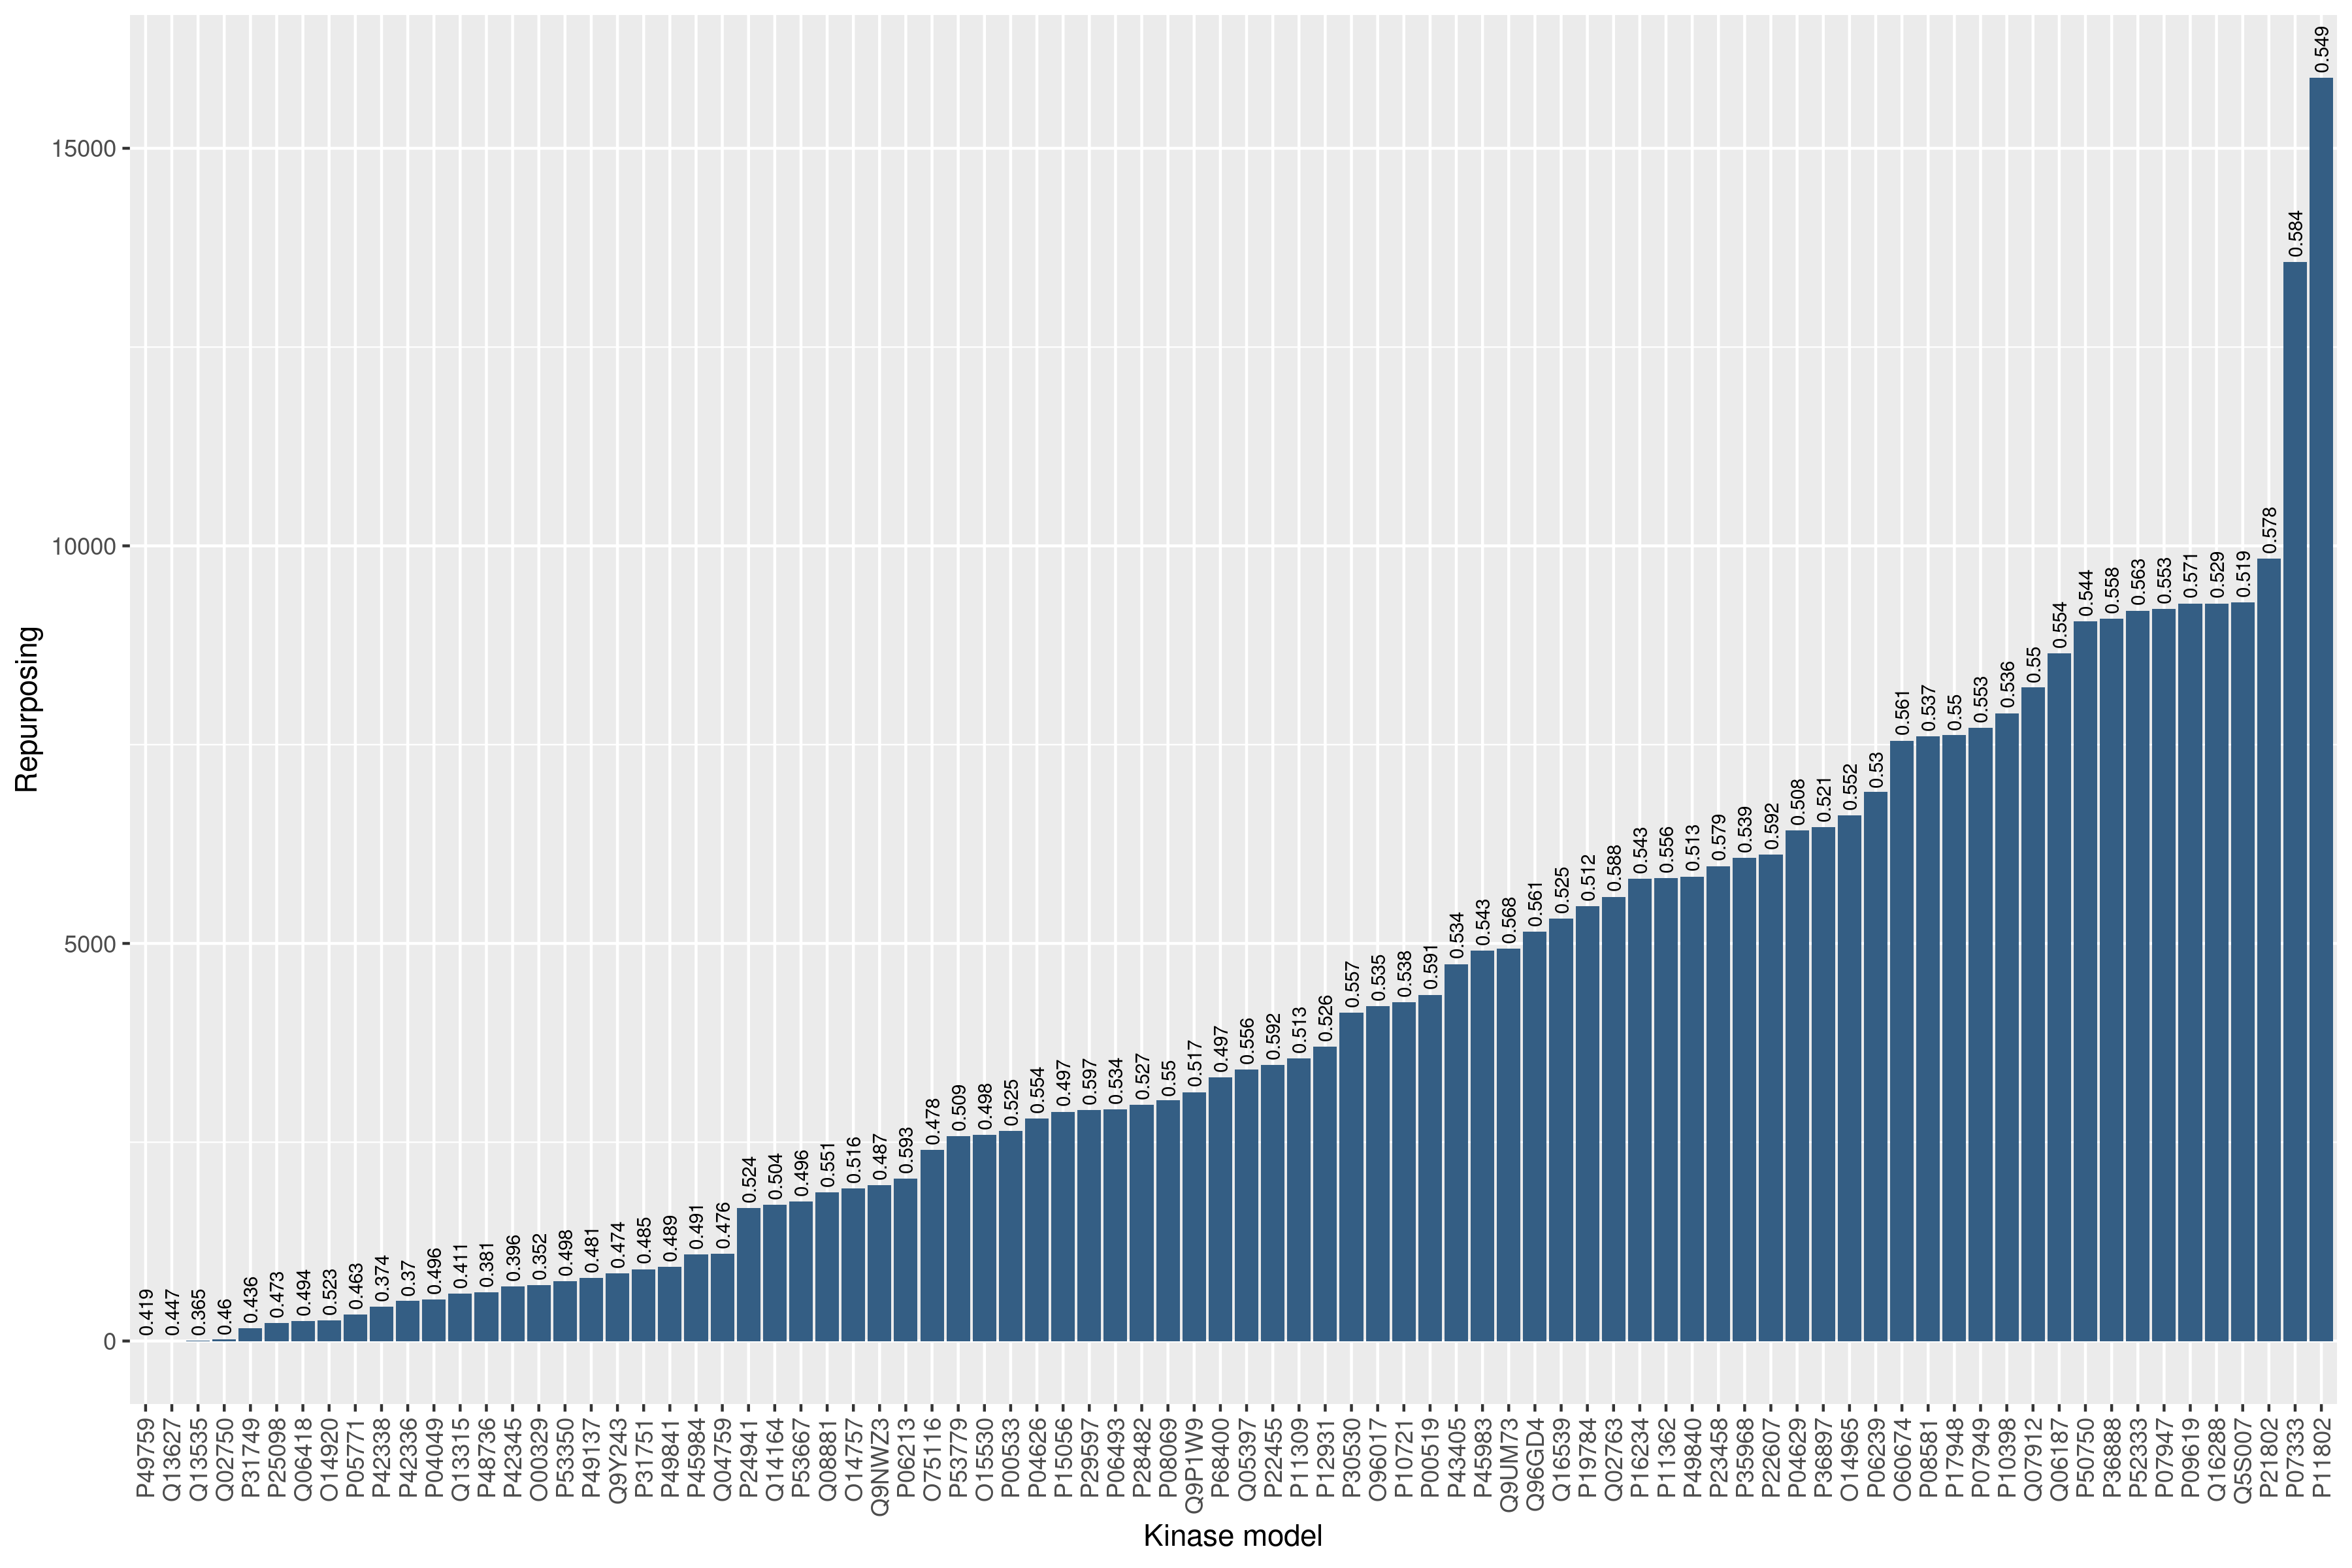 Repurposing
15000
10000
5000
0
0.419
0.447
0.365
0.46
0.436
0.473
0.494
0.523
0.463
0.374
0.37
0.496
0.411
0.381
0.396
0.352
0.498
0.481
0.474
0.485
0.489
0.491
0.476
0.524
0.504
0.496
0.551
0.516
0.487
0.593
0.478
0.509
0.498
0.525
0.554
0.497
0.597
0.534
0.527
0.55
0.517
0.497
0.556
0.592
0.513
0.526
0.557
0.535
0.538
0.591
0.534
0.543
0.568
0.561
0.525
0.512
0.588
0.543
0.556
0.513
0.579
0.539
0.592
0.508
0.521
0.552
0.53
0.561
0.537
0.55
0.553
0.536
0.55
0.554
0.544
0.558
0.563
0.553
0.571
0.529
0.519
0.578
0.584
0.549
P49759
Q13627
Q13535
Q02750
P31749
P25098
Q06418
O14920
P05771
P42338
P42336
P04049
Q13315
P48736
P42345
O00329
P53350
P49137
Q9Y243
P31751
P49841
P45984
Q04759
P24941
Q14164
P53667
Q08881
O14757
Q9NWZ3
P06213
O75116
P53779
O15530
P00533
P04626
P15056
P29597
P06493
P28482
P08069
Q9P1W9
P68400
Q05397
P22455
P11309
P12931
P30530
O96017
P10721
P00519
P43405
P45983
Q9UM73
Q96GD4
Q16539
P19784
Q02763
P16234
P11362
P49840
P23458
P35968
P22607
P04629
P36897
O14965
P06239
O60674
P08581
P17948
P07949
P10398
Q07912
Q06187
P50750
P36888
P52333
P07947
P09619
Q16288
Q5S007
P21802
P07333
P11802
Kinase model